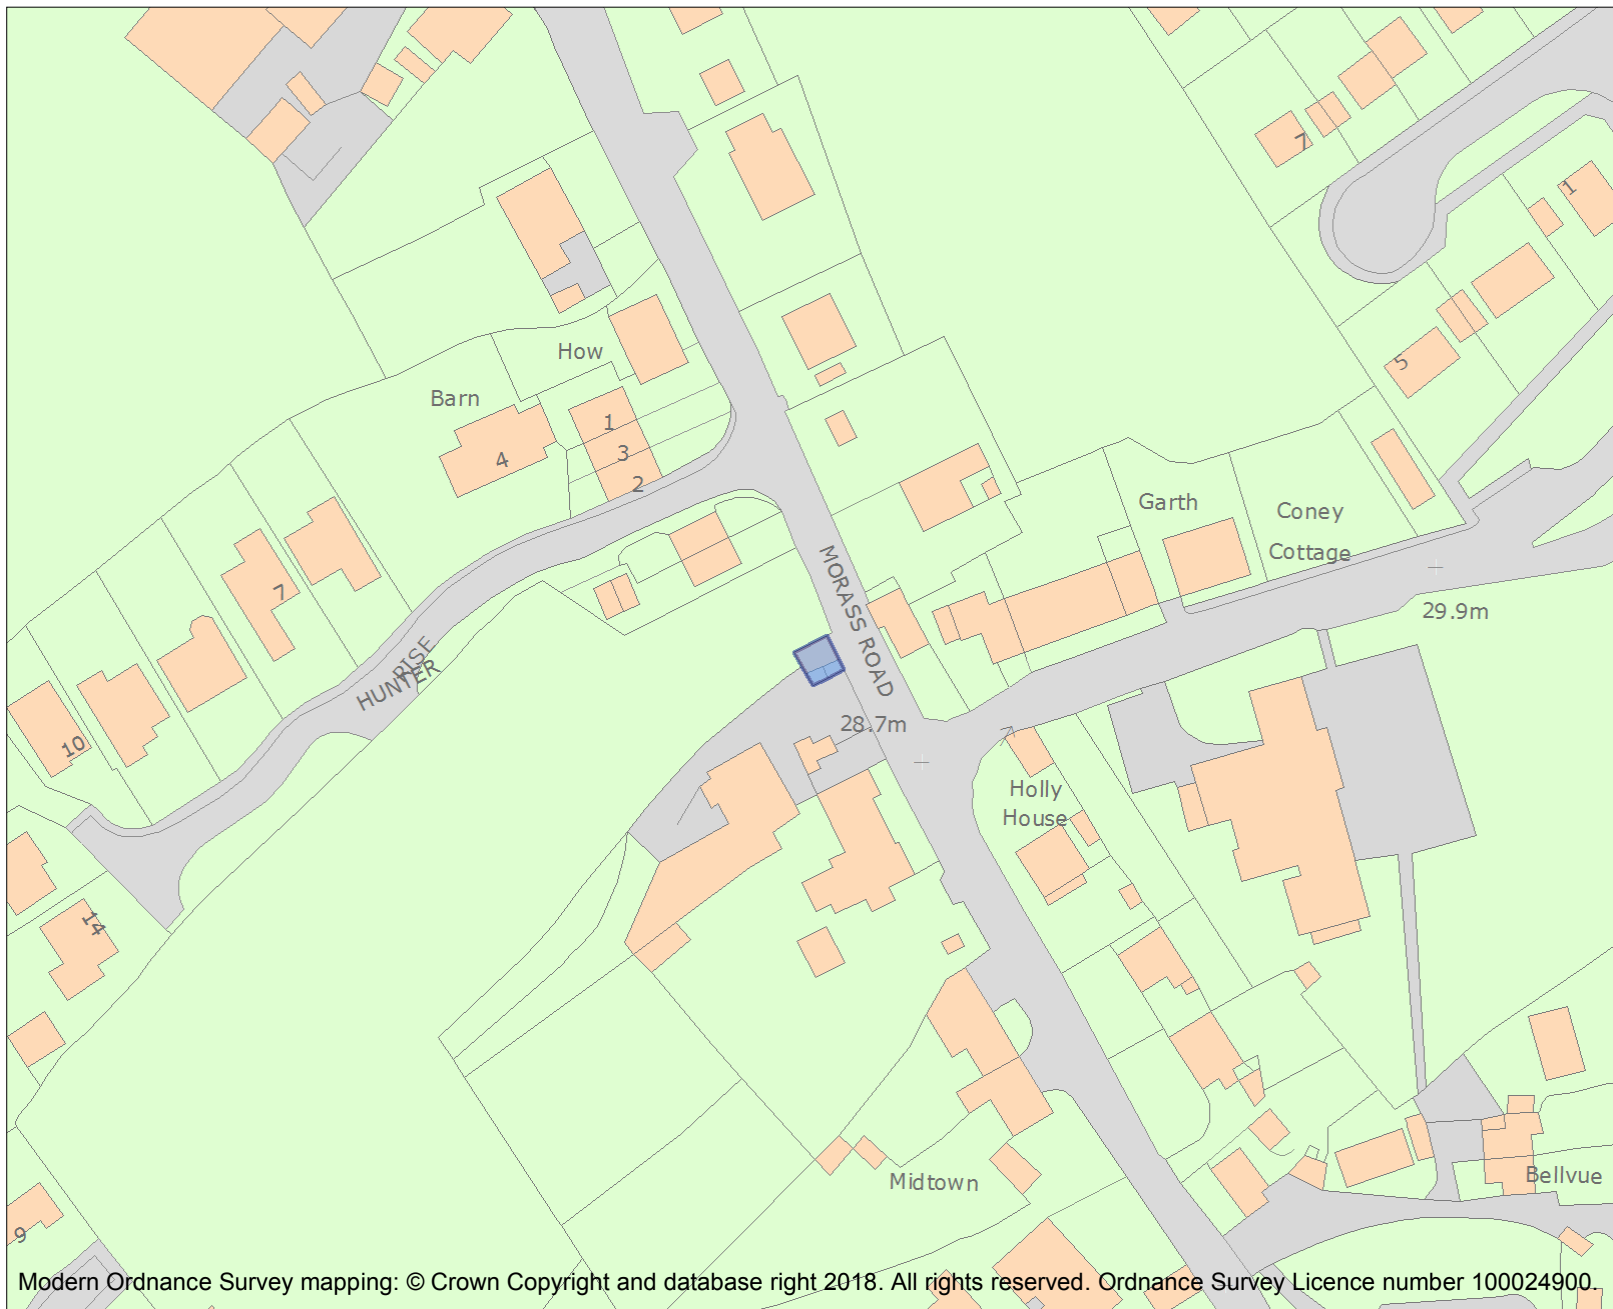 7
1
How
5
Barn
1
4
3
2
Garth
Coney
Cottage
MORASS ROAD
7
29.9m
HUNTER
RISE
28.7m
10
Holly
House
14
Midtown
Bellvue
9
Modern Ordnance Survey mapping: © Crown Copyright and database right 2018. All rights reserved. Ordnance Survey Licence number 100024900.